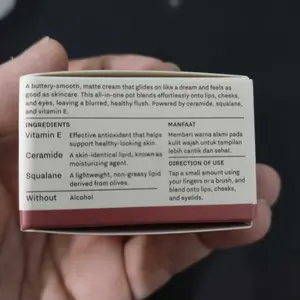 A buttery-smooth, matte cream that glides on like a dream and feels as
good as skincare. This all-in-one pot blends effortlessly onto lips, cheeks,
and eyes, leaving a blurred, healthy flush. Powered by ceramide, squalane,
and vitamin E.
INGREDIENTS
Vitamin E Effective antioxidant that helps
support healthy-looking skin.
Ceramide A skin-identical lipid, known as
moisturizing agent.
Squalane A lightweight, non-greasy lipid
derived from olives.
Without Alcohol
MANFAAT
Memberi warna alami pada
kulit wajah untuk tampilan
lebih cantik dan sehat.
DIRECTION OF USE
Tap a small amount using
your fingers or a brush, and
blend onto lips, cheeks,
and eyelids.